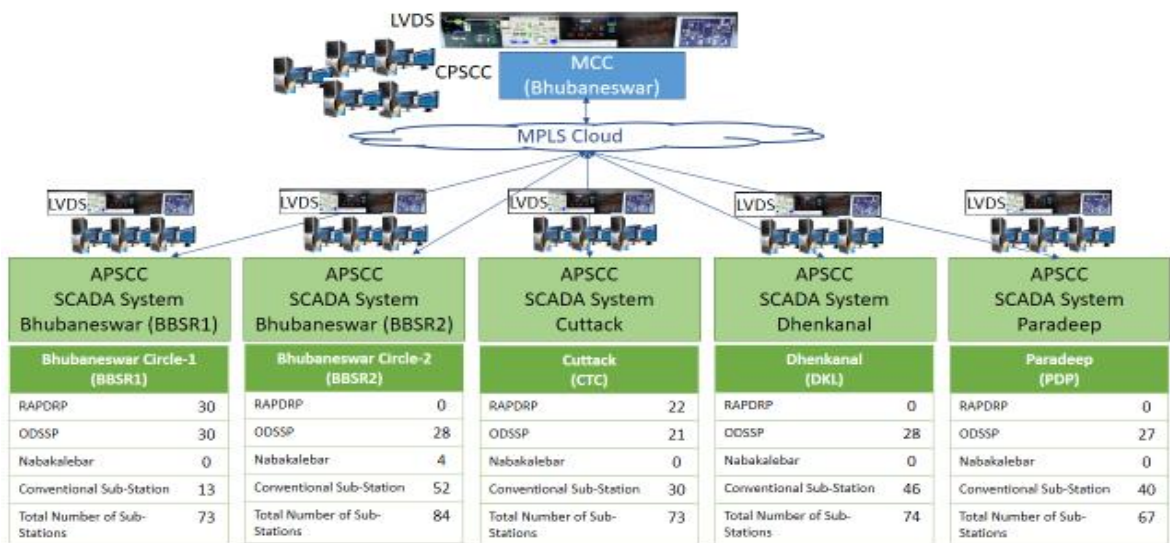 LVDS
CPSCC
MCC
(Bhubaneswar)
MPLS Cloud
LVDS
LVDS
LVDS
LVDS
LVDS
APSCC
SCADA System
Bhubaneswar (BBSR1)
APSCC
SCADA System
Bhubaneswar (BBSR2)
APSCC
SCADA System
Cuttack
APSCC
SCADA System
Dhenkanal
APSCC
SCADA System
Paradeep
Bhubaneswar Circle-1
(BBSR1)
RAPDRP 30
ODSSP 30
Nabakalebar 0
Conventional Sub-Station 13
Total Number of Sub-
Stations 73
Bhubaneswar Circle-2
(BBSR2)
RAPDRP 0
ODSSP 28
Nabakalebar 4
Conventional Sub-Station 52
Total Number of Sub-
Stations 84
Cuttack
(CTC)
RAPDRP 22
ODSSP 21
Nabakalebar 0
Conventional Sub-Station 30
Total Number of Sub-
Stations 73
Dhenkanal
(DKL)
RAPDRP 0
ODSSP 28
Nabakalebar 0
Conventional Sub-Station 46
Total Number of Sub-
Stations 74
Paradeep
(PDP)
RAPDRP 0
ODSSP 27
Nabakalebar 0
Conventional Sub-Station 40
Total Number of Sub-
Stations 67